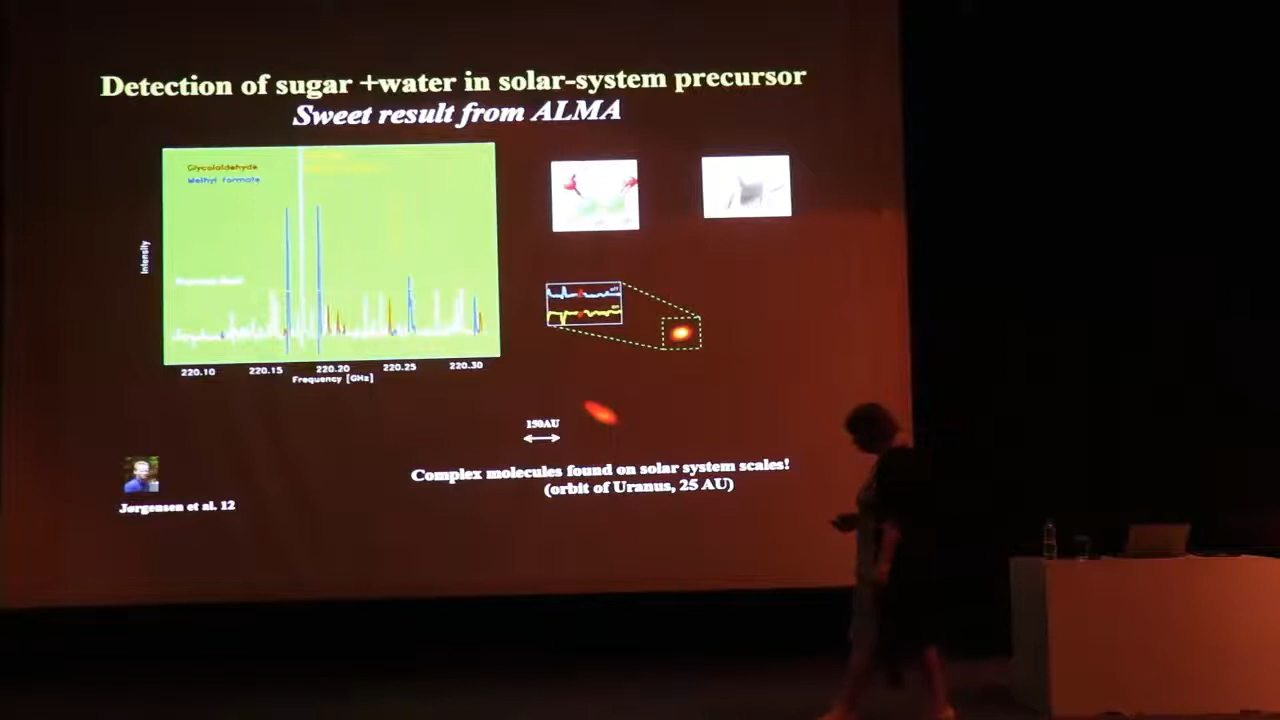 Detection of sugar +water in solar-system precursor
Sweet result from ALMA
Glycolaldehyde
Methyl formate
Intensity
220.10 220.15 220.20 220.25 220.30
Frequency [GHz]
150AU
Complex molecules found on solar system scales!
(orbit of Uranus, 25 AU)
Jørgensen et al. 12